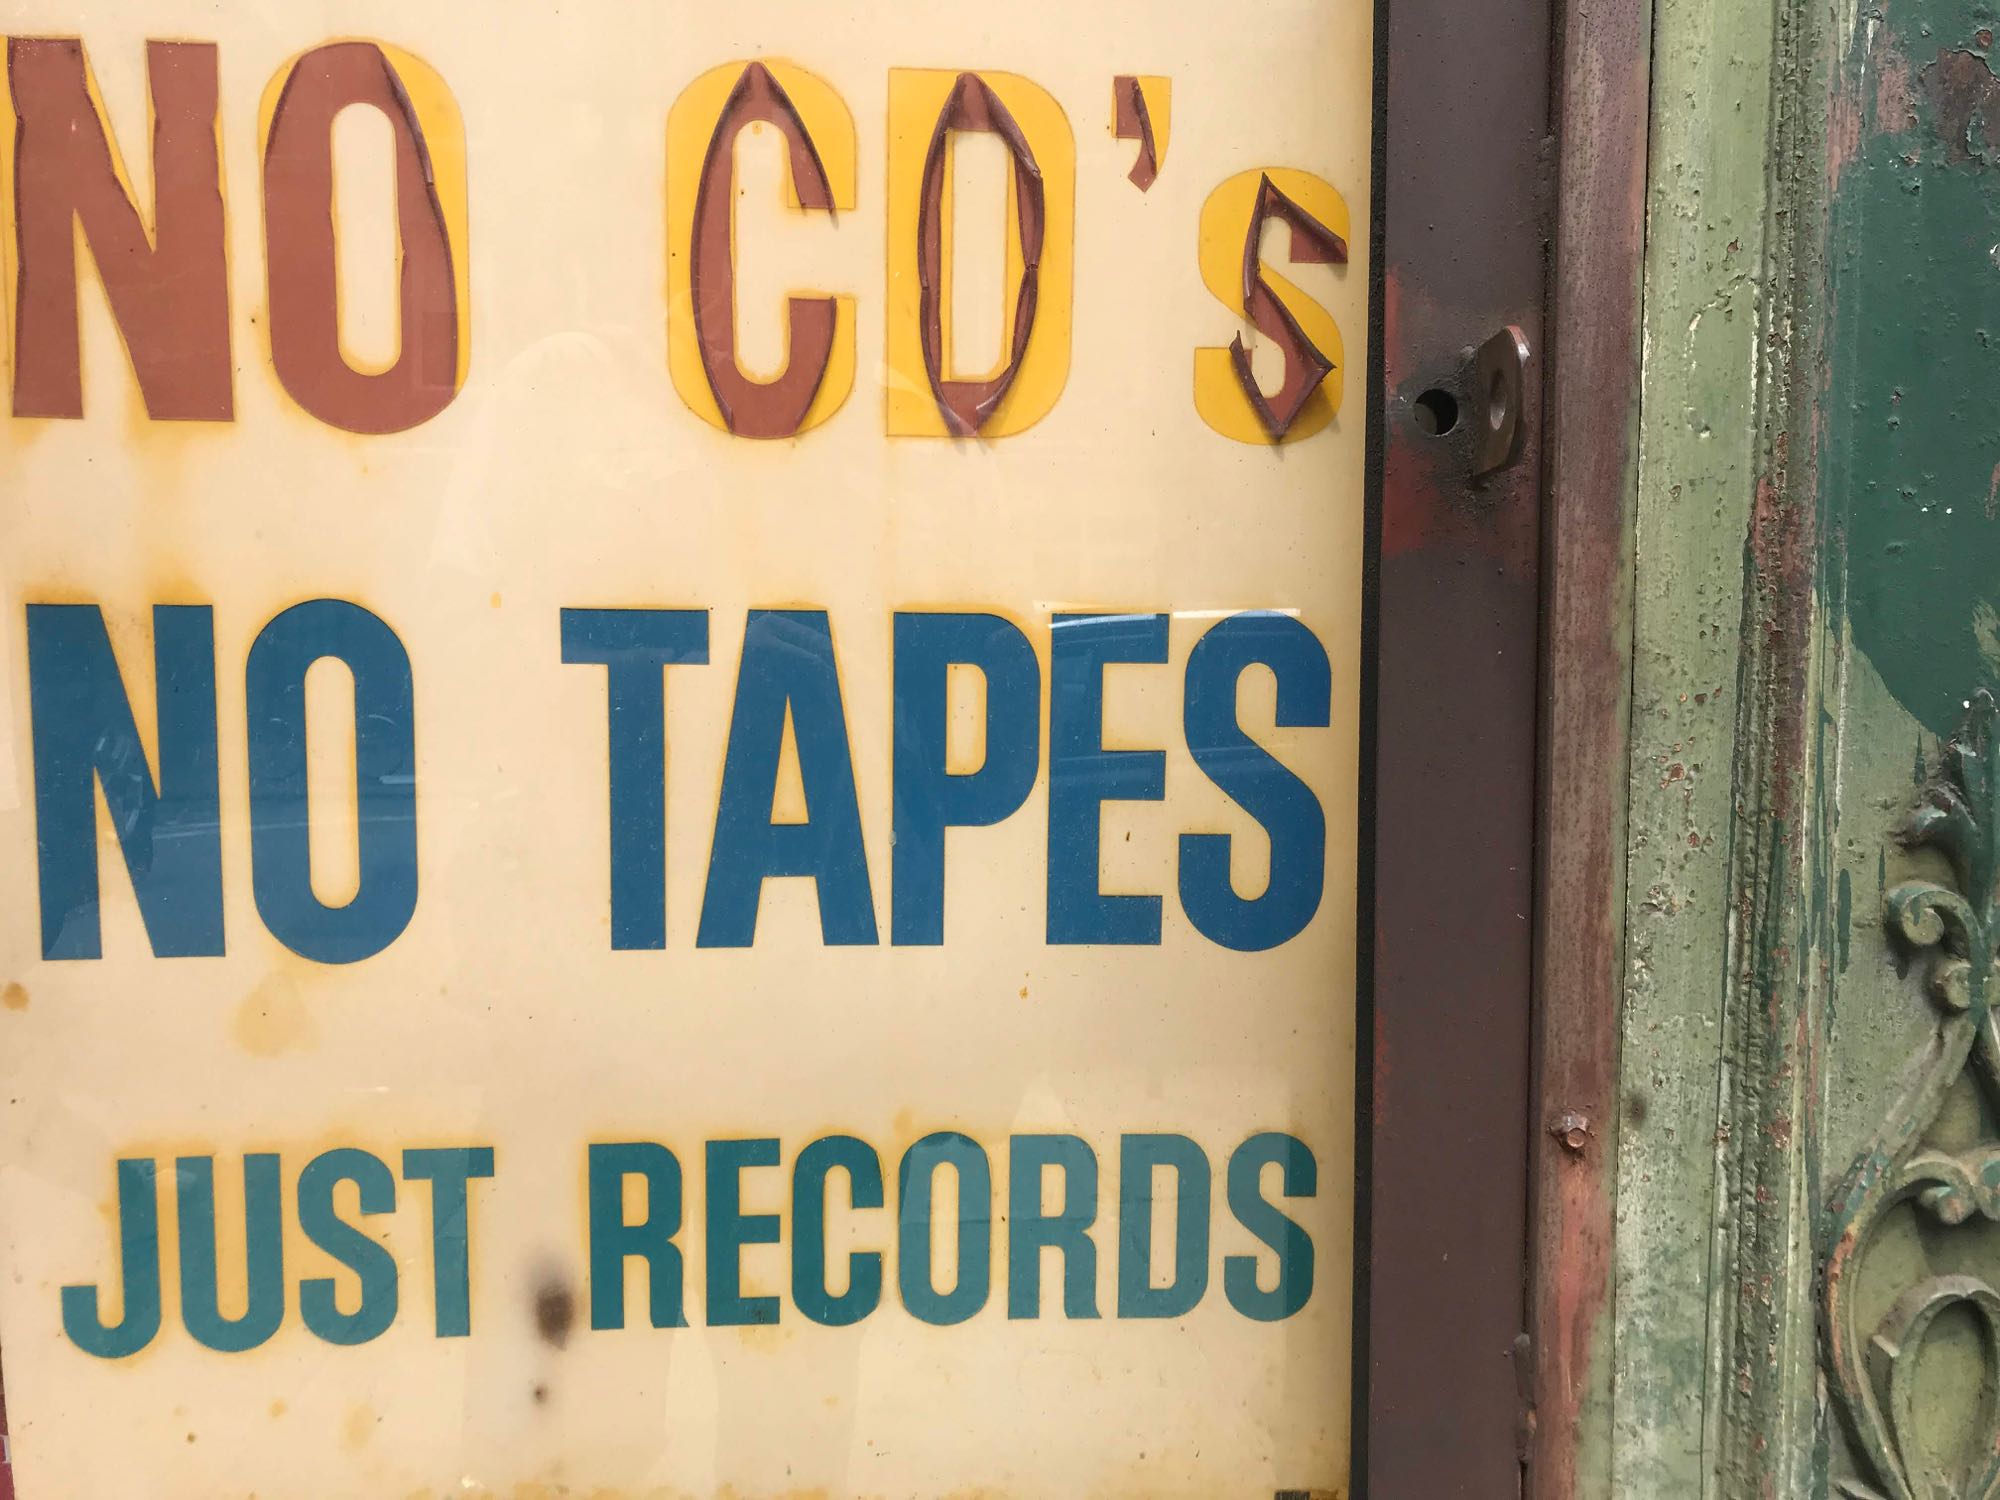 NO CD's
NO TAPES
JUST RECORDS